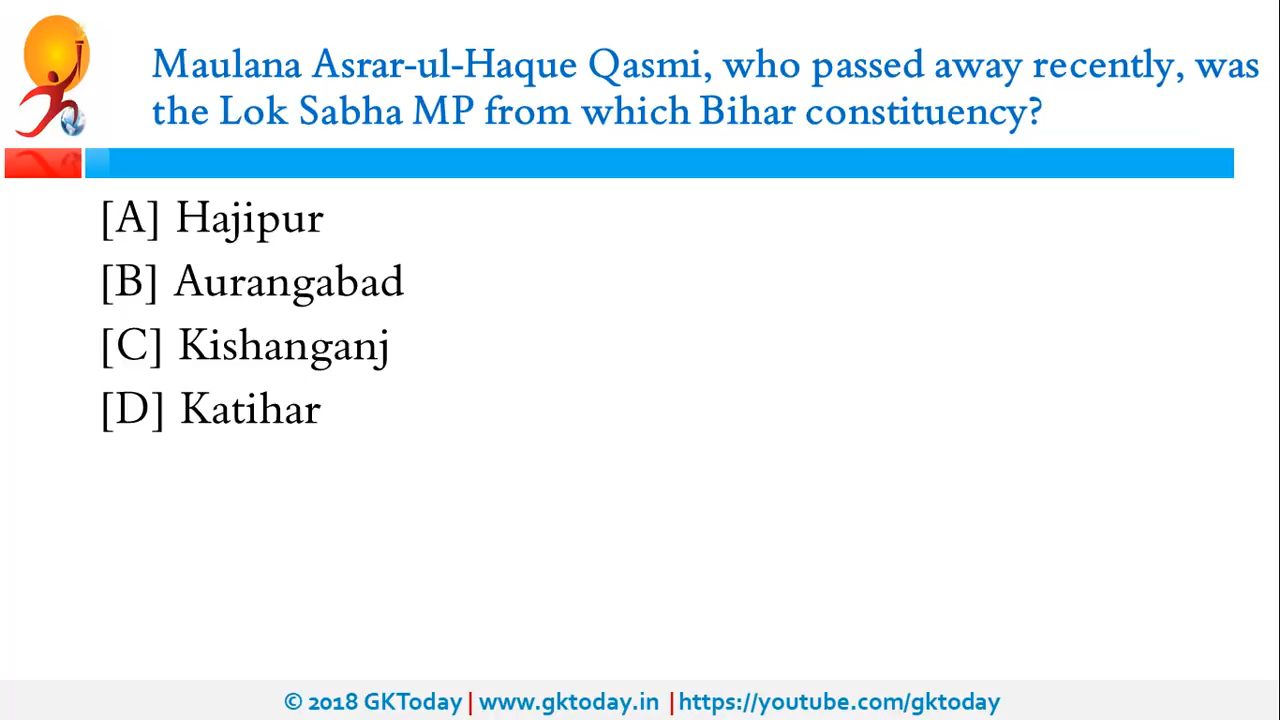 Maulana Asrar-ul-Haque Qasmi, who passed away recently, was
the Lok Sabha MP from which Bihar constituency?
[A] Hajipur
[B] Aurangabad
[C] Kishanganj
[D] Katihar
© 2018 GKToday | www.gktoday.in | https://youtube.com/gktoday